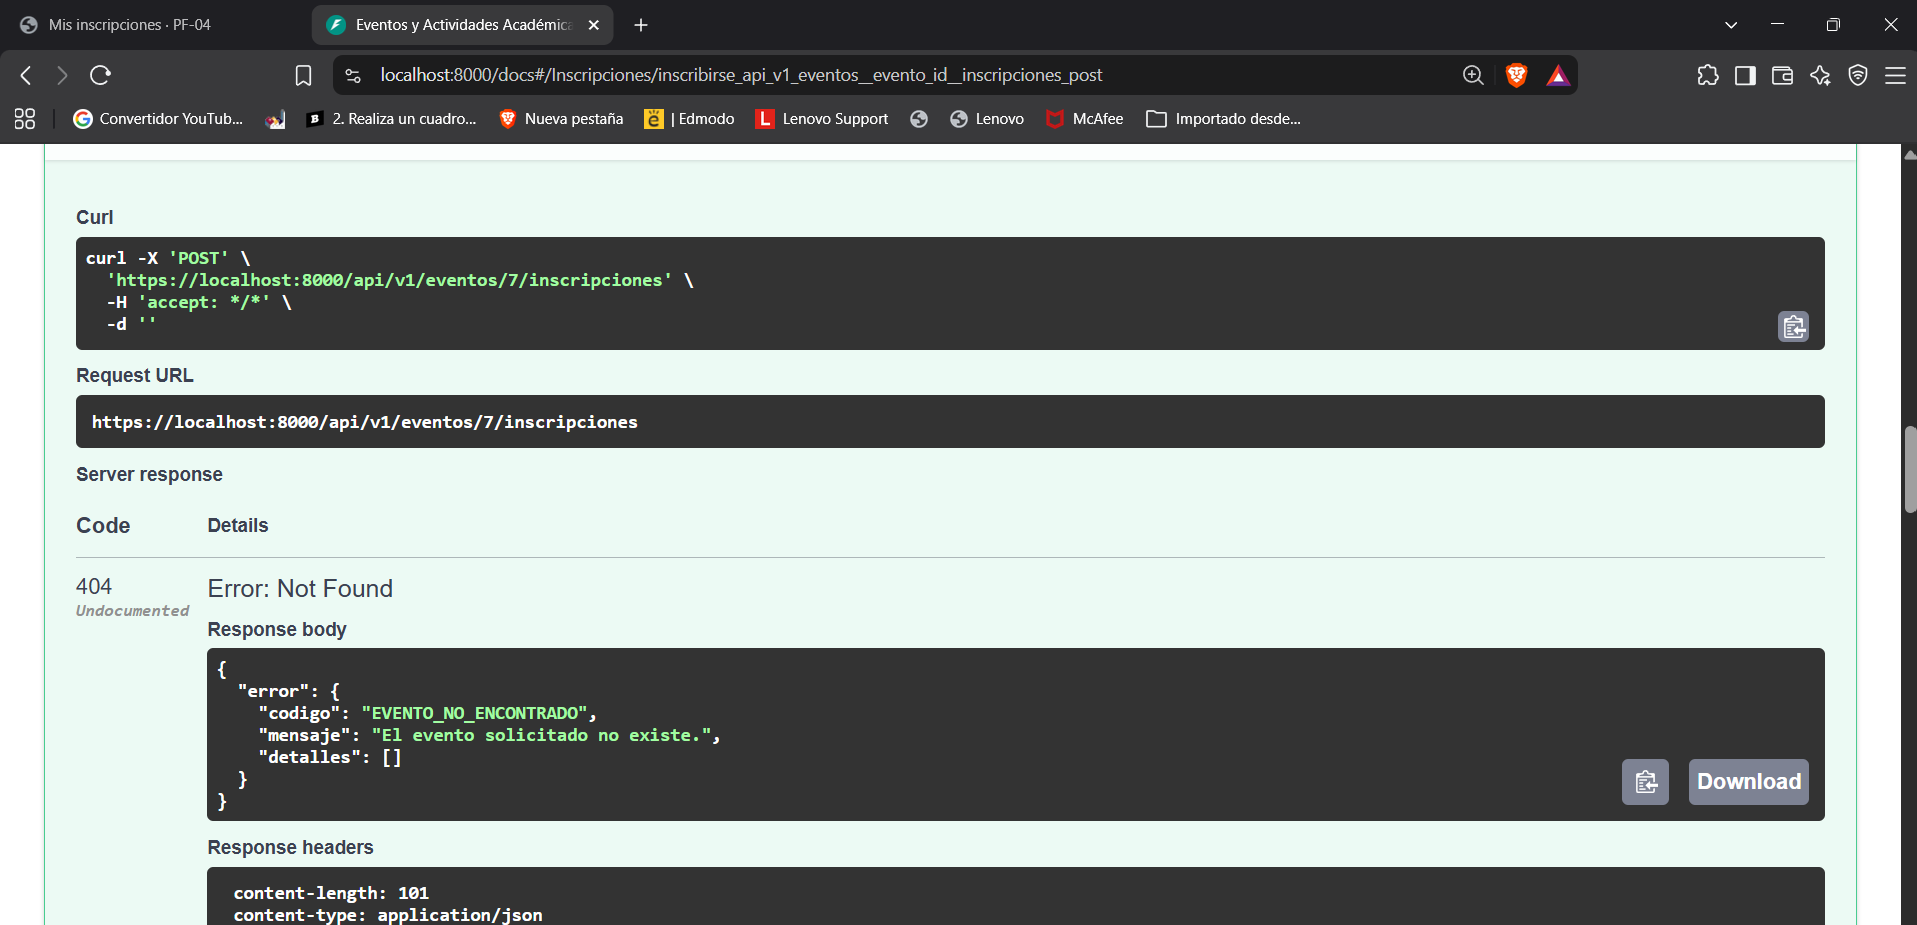 Mis inscripciones · PF-04
Eventos y Actividades Académica
localhost:8000/docs#/Inscripciones/inscribirse_api_v1_eventos__evento_id__inscripciones_post
Convertidor YouTub...
2. Realiza un cuadro...
Nueva pestaña
| Edmodo
Lenovo Support
Lenovo
McAfee
Importado desde...
Curl
curl -X 'POST' \
'https://localhost:8000/api/v1/eventos/7/inscripciones' \
-H 'accept: */*' \
-d ''
Request URL
https://localhost:8000/api/v1/eventos/7/inscripciones
Server response
Code Details
404 Error: Not Found
Undocumented
Response body
{
"error": {
"codigo": "EVENTO_NO_ENCONTRADO",
"mensaje": "El evento solicitado no existe.",
"detalles": []
}
}
Download
Response headers
content-length: 101
content-type: application/json